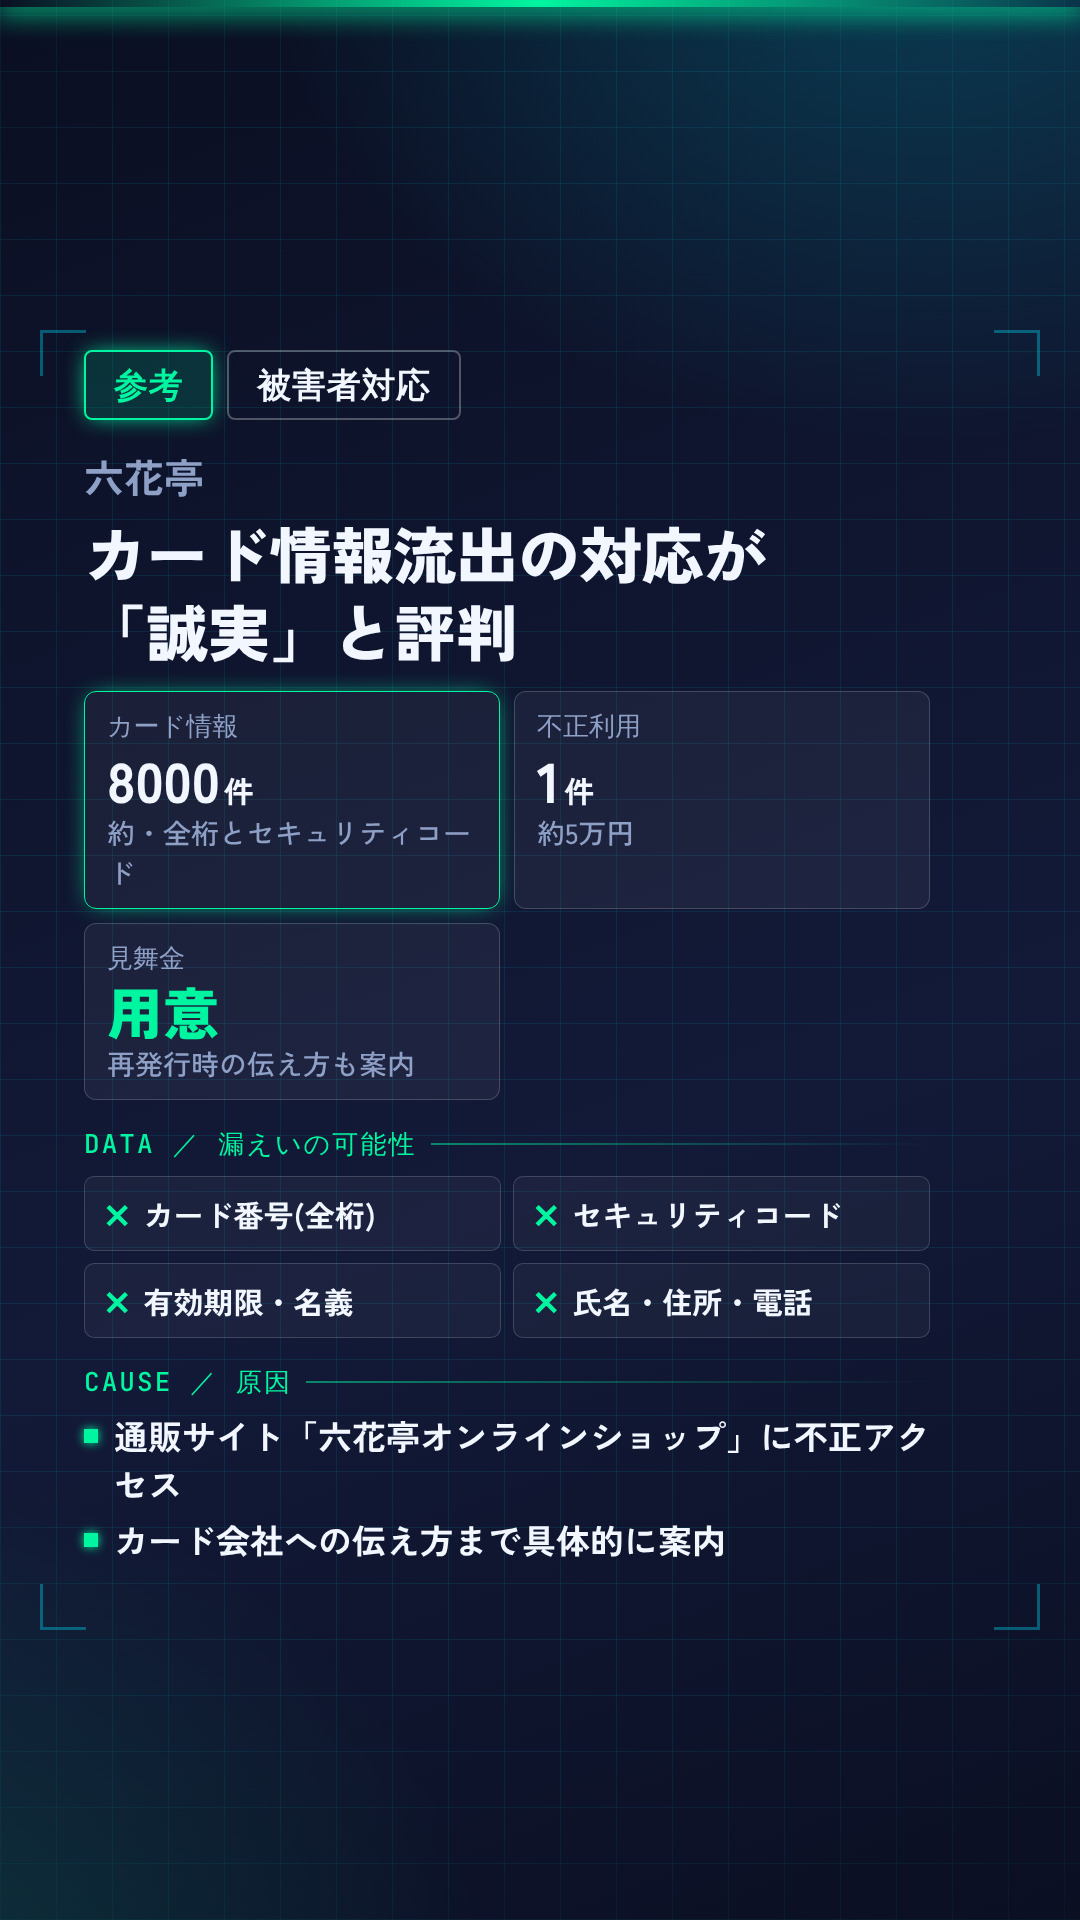 参考
被害者対応
六花亭
カード情報流出の対応が
「誠実」と評判
カード情報
8000件
約・全桁とセキュリティコー
ド
不正利用
1件
約5万円
見舞金
用意
再発行時の伝え方も案内
DATA ／ 漏えいの可能性
✕ カード番号(全桁)
✕ セキュリティコード
✕ 有効期限・名義
✕ 氏名・住所・電話
CAUSE ／ 原因
通販サイト「六花亭オンラインショップ」に不正アク
セス
カード会社への伝え方まで具体的に案内